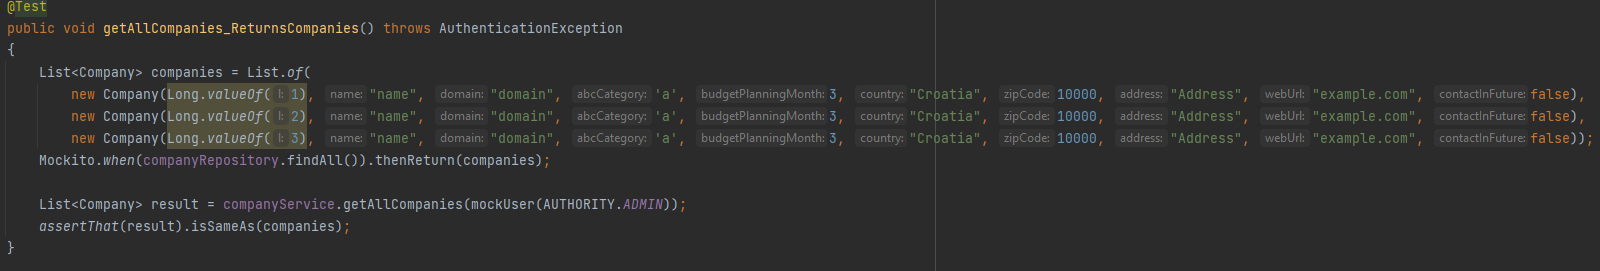 @Test
public void getAllCompanies_ReturnsCompanies() throws AuthenticationException
{
List<Company> companies = List.of(
new Company(Long.valueOf( l: 1), name: "name", domain: "domain", abcCategory: 'a', budgetPlanningMonth: 3, country: "Croatia", zipCode: 10000, address: "Address", webUrl: "example.com", contactInFuture: false),
new Company(Long.valueOf( l: 2), name: "name", domain: "domain", abcCategory: 'a', budgetPlanningMonth: 3, country: "Croatia", zipCode: 10000, address: "Address", webUrl: "example.com", contactInFuture: false),
new Company(Long.valueOf( l: 3), name: "name", domain: "domain", abcCategory: 'a', budgetPlanningMonth: 3, country: "Croatia", zipCode: 10000, address: "Address", webUrl: "example.com", contactInFuture: false));
Mockito.when(companyRepository.findAll()).thenReturn(companies);
List<Company> result = companyService.getAllCompanies(mockUser(AUTHORITY.ADMIN));
assertThat(result).isSameAs(companies);
}